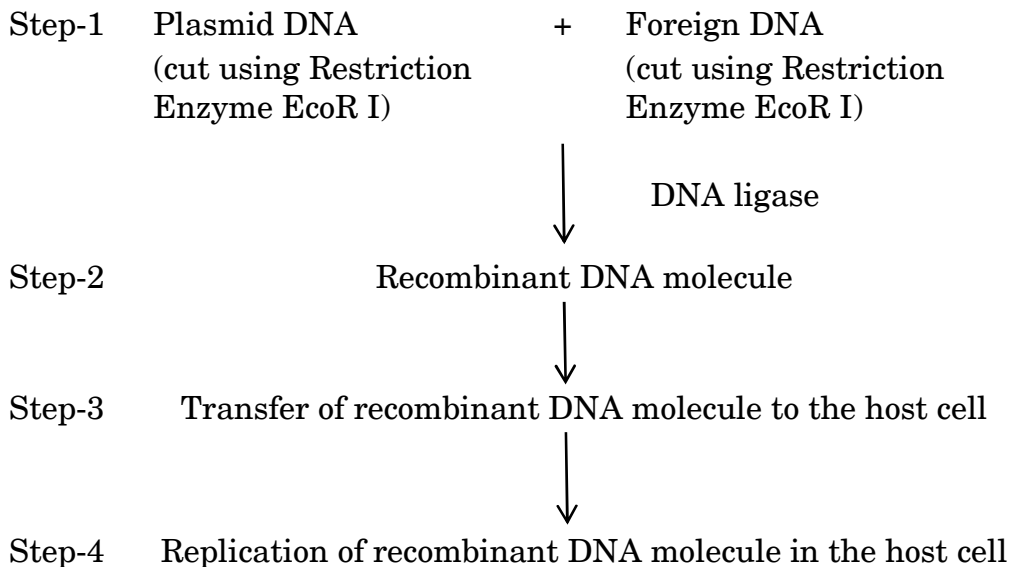 Step-1 Plasmid DNA + Foreign DNA
(cut using Restriction (cut using Restriction
Enzyme EcoR I) Enzyme EcoR I)
DNA ligase
Step-2 Recombinant DNA molecule
Step-3 Transfer of recombinant DNA molecule to the host cell
Step-4 Replication of recombinant DNA molecule in the host cell